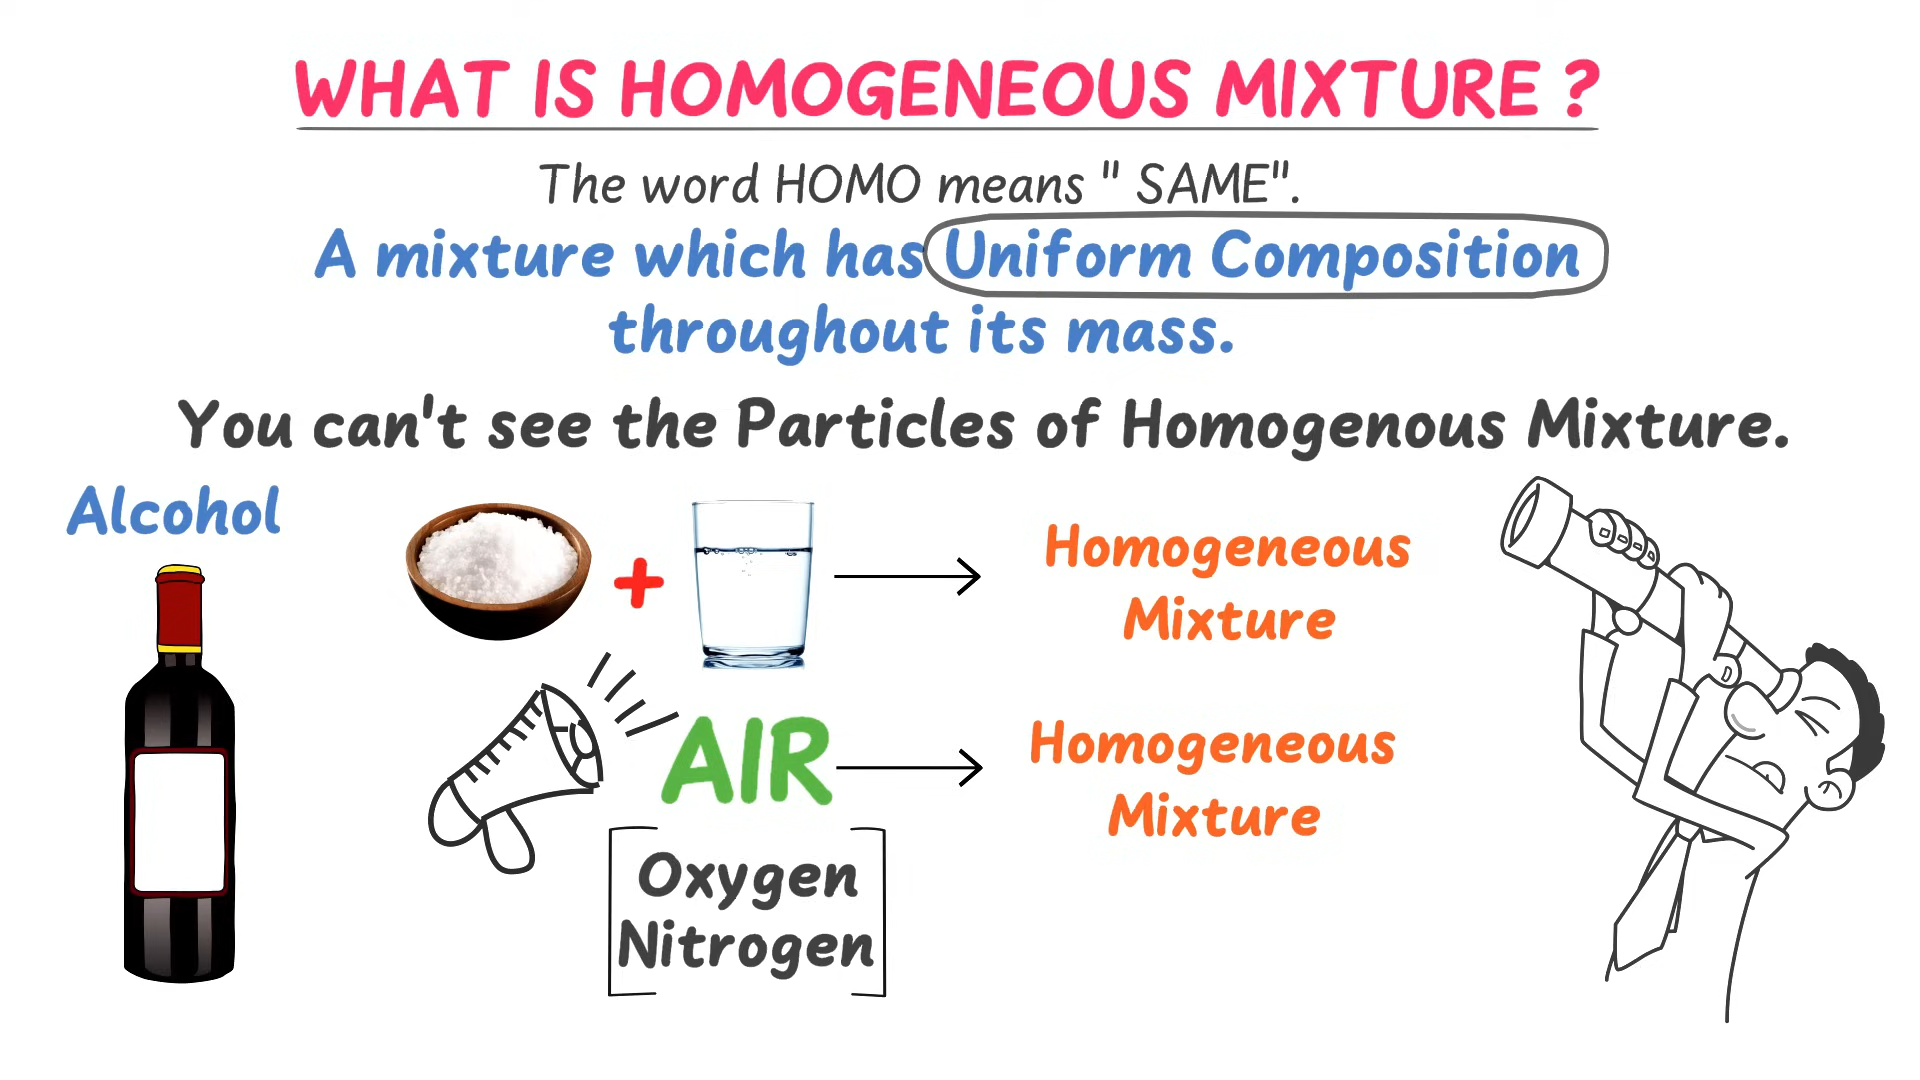 WHAT IS HOMOGENEOUS MIXTURE ?
The word HOMO means " SAME".
A mixture which has Uniform Composition
throughout its mass.
You can't see the Particles of Homogenous Mixture.
Alcohol
+
Homogeneous
Mixture
AIR
Homogeneous
Mixture
Oxygen
Nitrogen